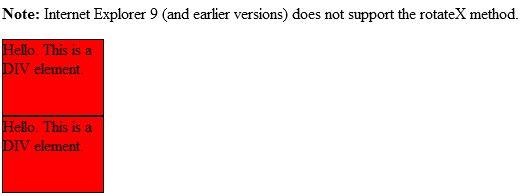 Note: Internet Explorer 9 (and earlier versions) does not support the rotateX method.
Hello. This is a
DIV element.
Hello. This is a
DIV element.